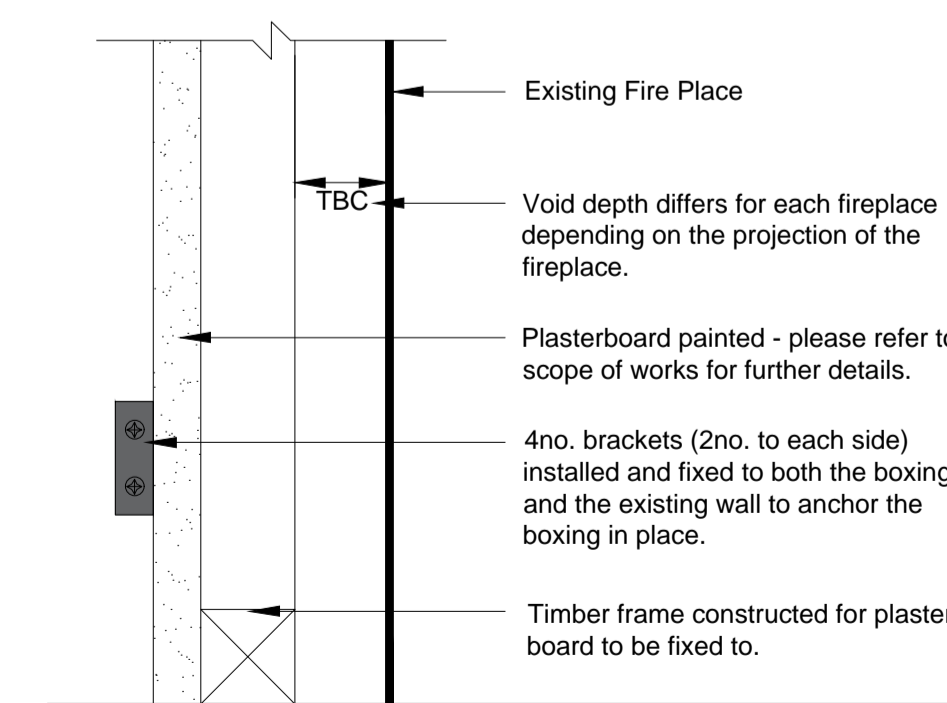 Existing Fire Place
TBC
Void depth differs for each fireplace
depending on the projection of the
fireplace.
Plasterboard painted - please refer to
scope of works for further details.
4no. brackets (2no. to each side)
installed and fixed to both the boxing
and the existing wall to anchor the
boxing in place.
Timber frame constructed for plaster
board to be fixed to.